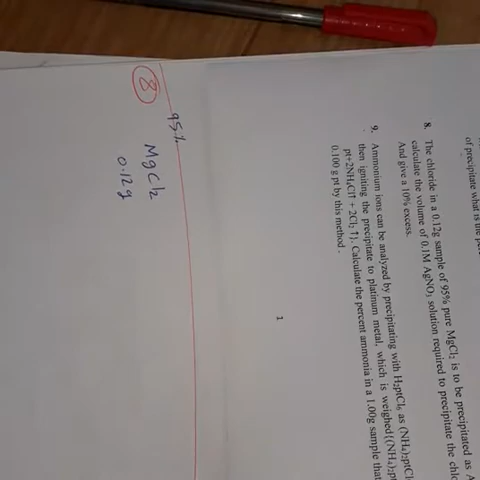 of precipitate what is the
8. The chloride in a 0.12g sample of 95% pure MgCl₂ is to be precipitated as
calculate the volume of 0.1M AgNO₃ solution required to precipitate the
And give a 10% excess.
9. Ammonium ions can be analyzed by precipitating with H₂ptCl₆ as (NH₄)₂ptCl
then igniting the precipitate to platinum metal, which is weighed{(NH₄)₂pt
pt+2NH₄Cl↑ + 2Cl₂ ↑}. Calculate the percent ammonia in a 1.00g sample that
0.100 g pt by this method .
1
8
95%
MgCl2
0.12g